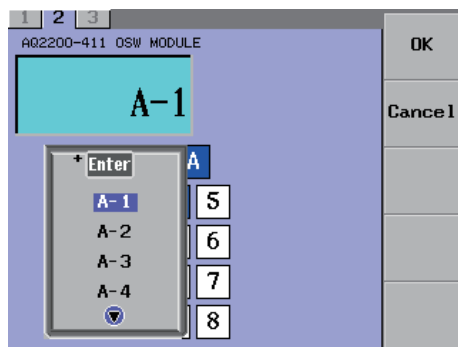 1 2 3
AQ2200-411 OSW MODULE
A-1
+ Enter
A-1
A-2
A-3
A-4
A
5
6
7
8
OK
Cancel